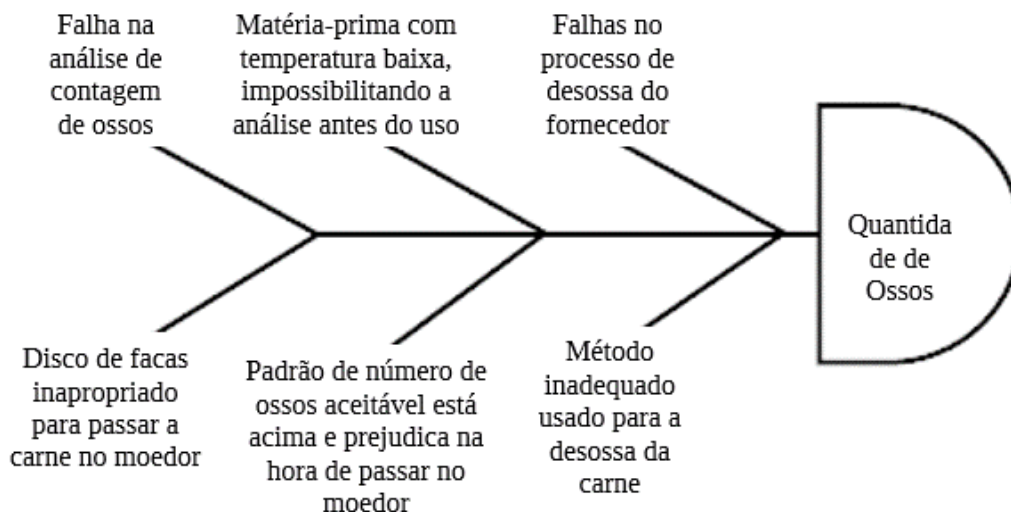 Falha na
análise de
contagem
de ossos
Matéria-prima com
temperatura baixa,
impossibilitando a
análise antes do uso
Falhas no
processo de
desossa do
fornecedor
Quantida
de de
Ossos
Disco de facas
inapropriado
para passar a
carne no moedor
Padrão de número de
ossos aceitável está
acima e prejudica na
hora de passar no
moedor
Método
inadequado
usado para a
desossa da
carne